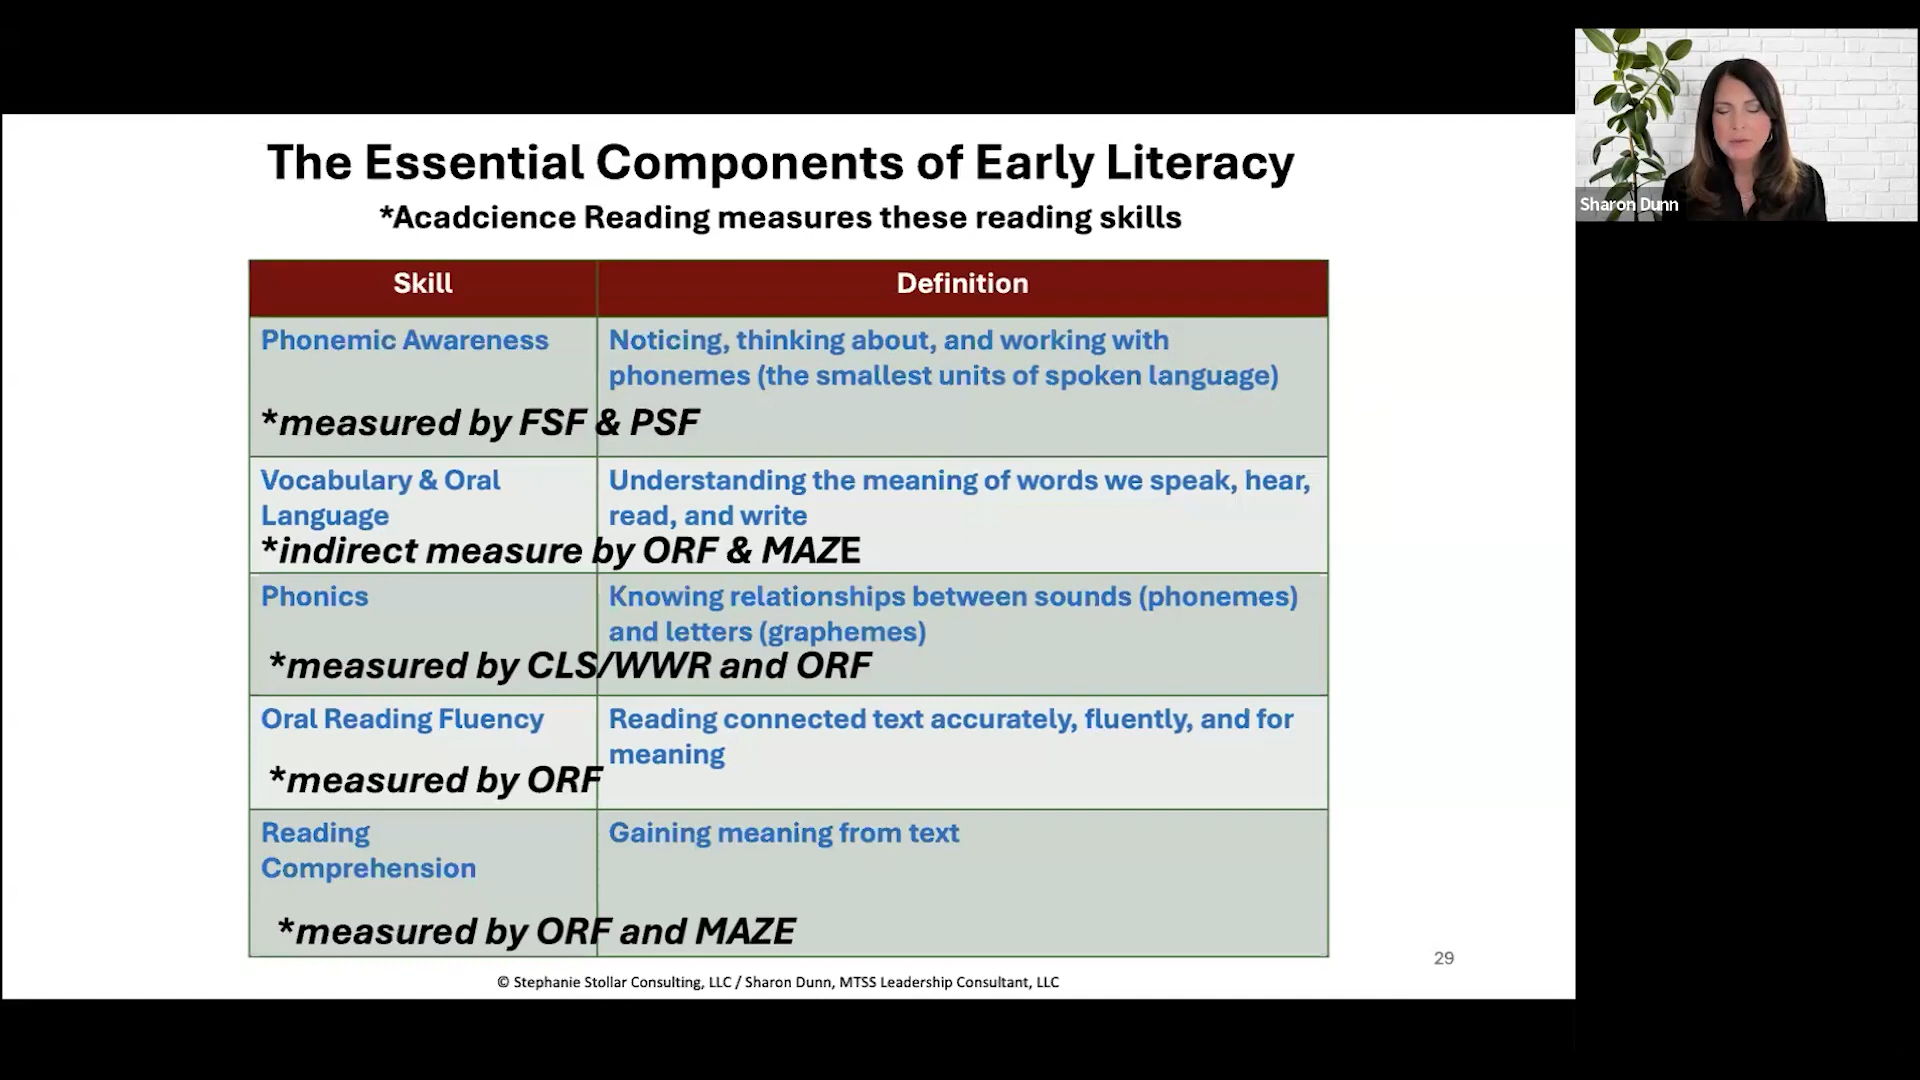 The Essential Components of Early Literacy
*Acadcience Reading measures these reading skills
Skill
Definition
Phonemic Awareness
Noticing, thinking about, and working with
phonemes (the smallest units of spoken language)
*measured by FSF & PSF
Vocabulary & Oral
Language
Understanding the meaning of words we speak, hear,
read, and write
*indirect measure by ORF & MAZE
Phonics
Knowing relationships between sounds (phonemes)
and letters (graphemes)
*measured by CLS/WWR and ORF
Oral Reading Fluency
Reading connected text accurately, fluently, and for
meaning
*measured by ORF
Reading
Comprehension
Gaining meaning from text
*measured by ORF and MAZE
29
© Stephanie Stollar Consulting, LLC / Sharon Dunn, MTSS Leadership Consultant, LLC
Sharon Dunn